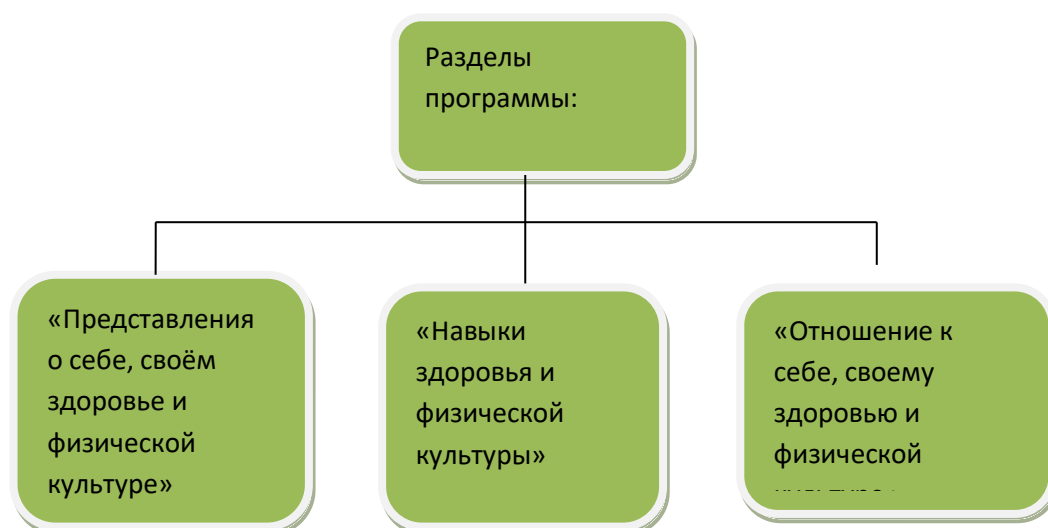 Разделы
программы:
«Представления
о себе, своём
здоровье и
физической
культуре»
«Навыки
здоровья и
физической
культуры»
«Отношение к
себе, своему
здоровью и
физической